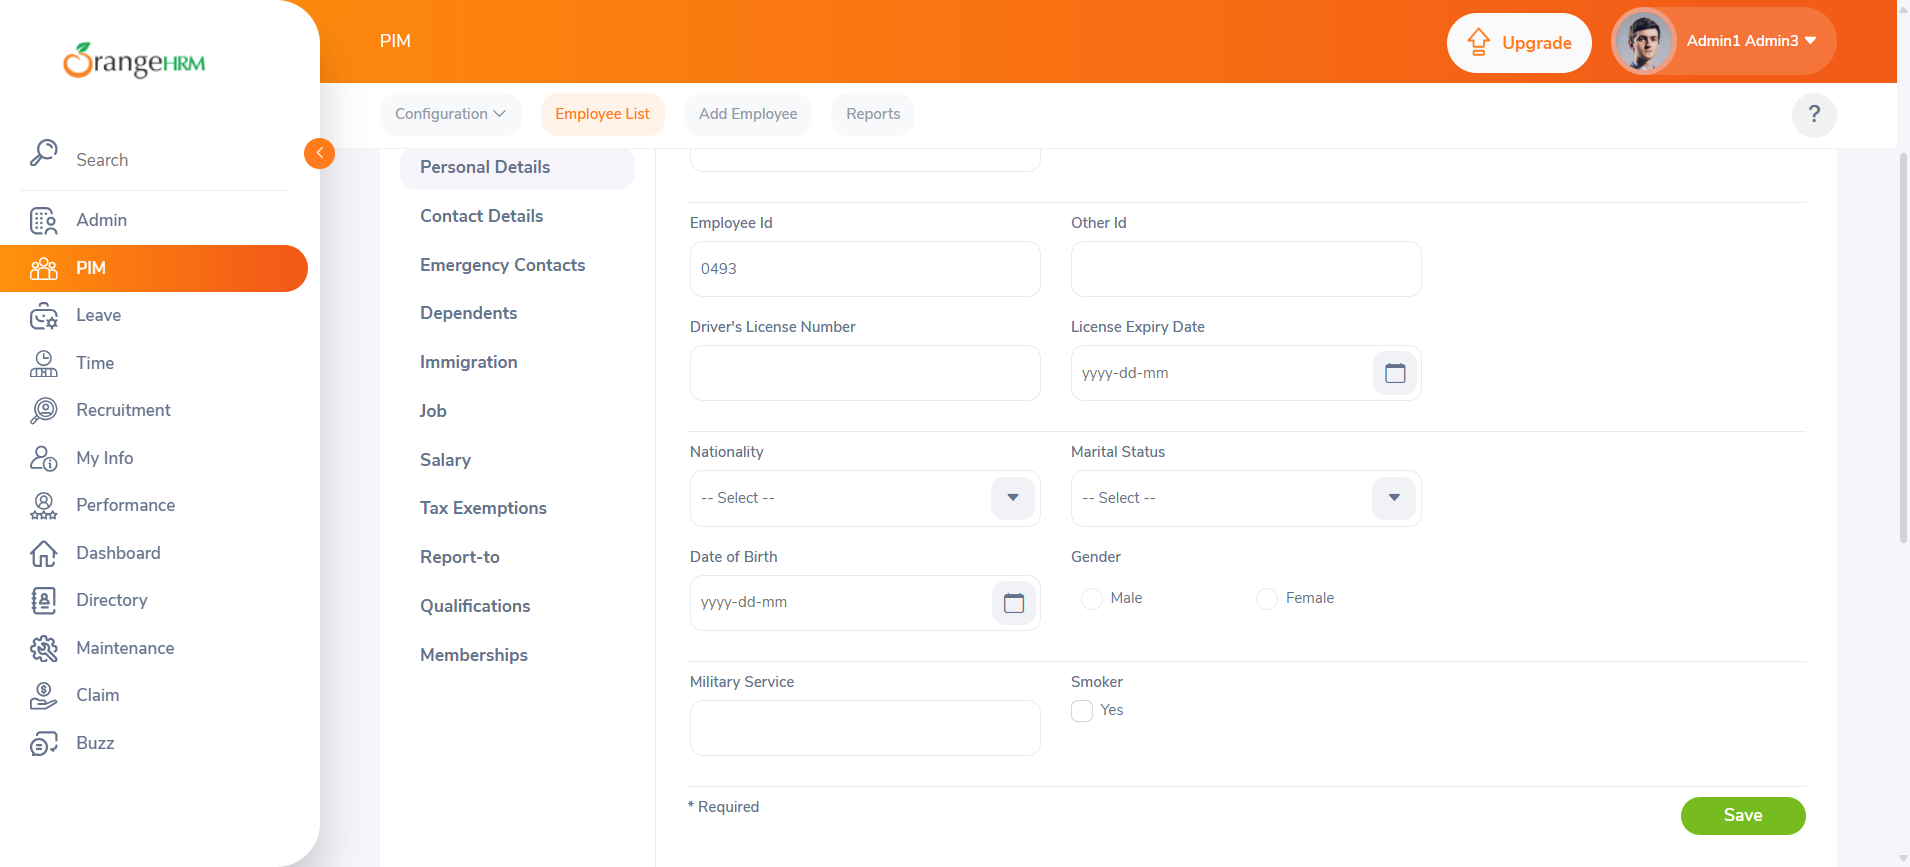 OrangeHRM
PIM
Upgrade
Admin1 Admin3
Configuration
Employee List
Add Employee
Reports
?
Search
Admin
PIM
Leave
Time
Recruitment
My Info
Performance
Dashboard
Directory
Maintenance
Claim
Buzz
Personal Details
Contact Details
Emergency Contacts
Dependents
Immigration
Job
Salary
Tax Exemptions
Report-to
Qualifications
Memberships
Employee Id
Other Id
0493
Driver's License Number
License Expiry Date
yyyy-dd-mm
Nationality
Marital Status
-- Select --
-- Select --
Date of Birth
Gender
yyyy-dd-mm
Male
Female
Military Service
Smoker
Yes
* Required
Save